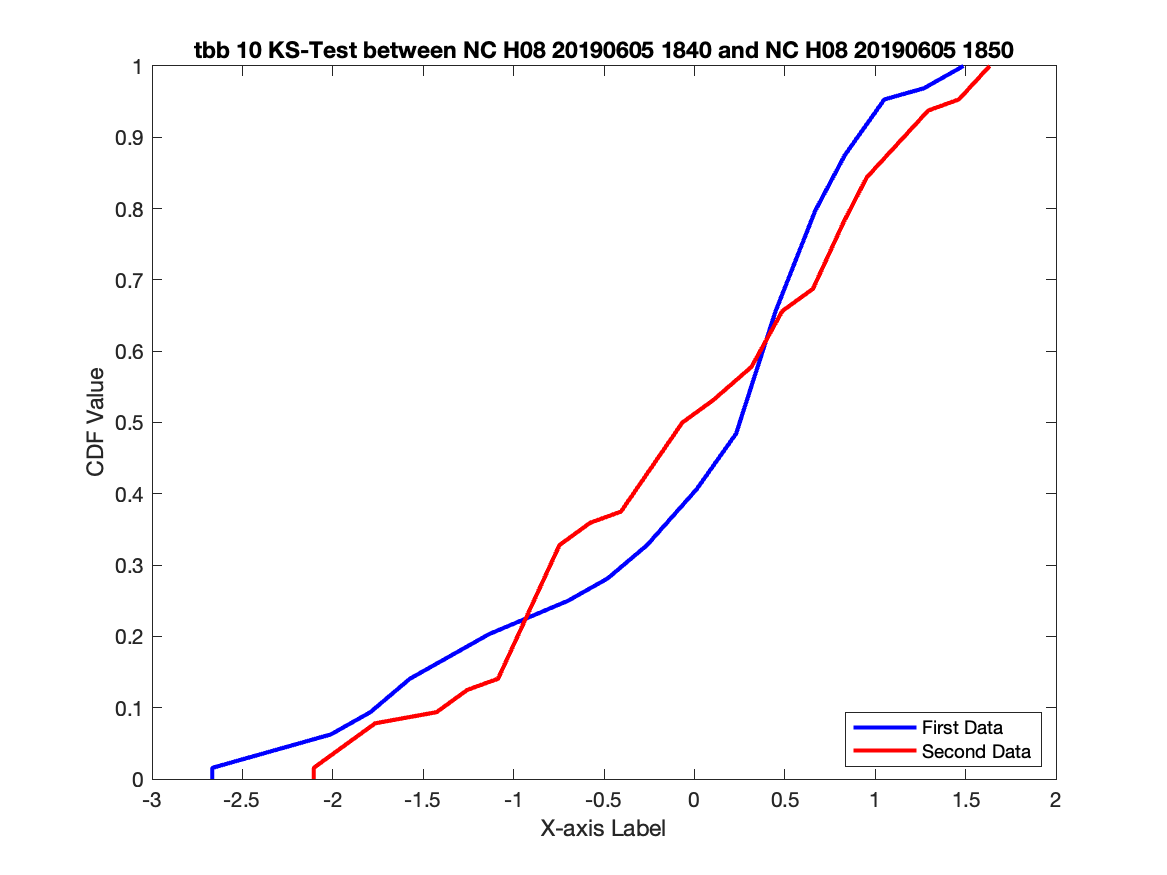 tbb 10 KS-Test between NC H08 20190605 1840 and NC H08 20190605 1850
1
0.9
0.8
0.7
0.6
0.5
0.4
0.3
0.2
0.1
0
CDF Value
First Data
Second Data
-3 -2.5 -2 -1.5 -1 -0.5 0 0.5 1 1.5 2
X-axis Label